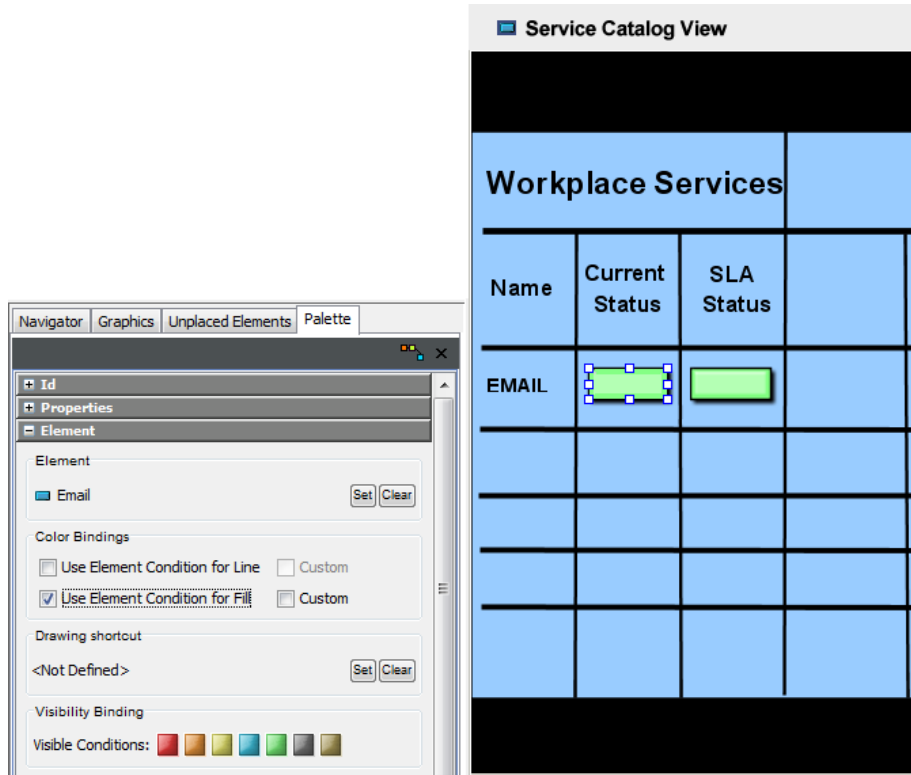 Service Catalog View
Workplace Services
Name
Current
Status
SLA
Status
EMAIL
Navigator Graphics Unplaced Elements Palette
Id
Properties
Element
Element
Email Set Clear
Color Bindings
Use Element Condition for Line Custom
Use Element Condition for Fill Custom
Drawing shortcut
<Not Defined> Set Clear
Visibility Binding
Visible Conditions: